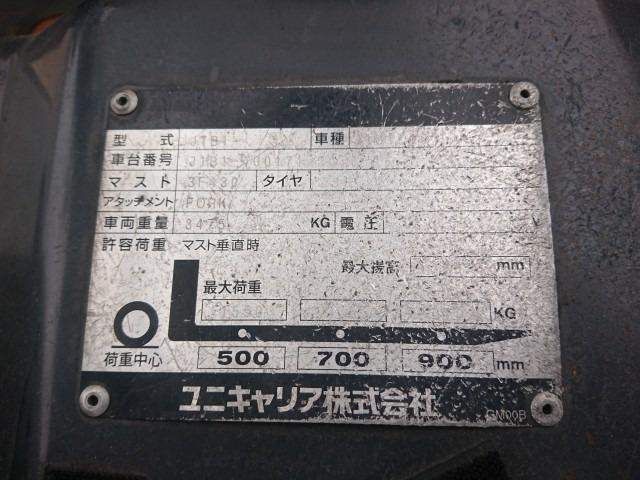 型式 車種
車台番号
マスト タイヤ
アタッチメント FORK
車両重量 3475 KG 電圧 V
許容荷重 マスト垂直時
最大揚高 mm
最大荷重
KG
荷重中心 500 700 900 mm
ユニキャリア株式会社
GM00B